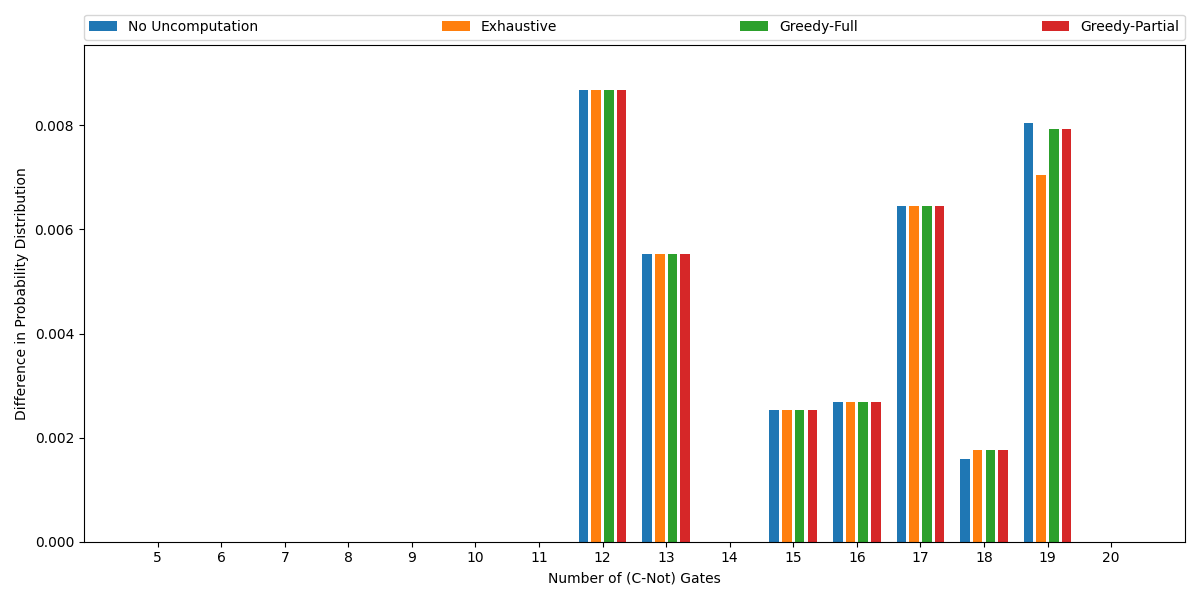 No Uncomputation Exhaustive Greedy-Full Greedy-Partial
Difference in Probability Distribution
0.008
0.006
0.004
0.002
0.000
5 6 7 8 9 10 11 12 13 14 15 16 17 18 19 20
Number of (C-Not) Gates